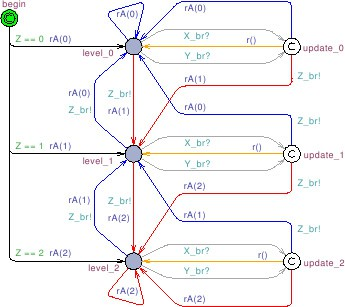 begin
rA(0)
rA(0)
X_br?
r()
Z == 0 rA(0)
level_0
update_0
Y_br?
rA(0)
Z_br!
Z_br!
rA(1)
rA(1)
Z_br!
rA(0)
X_br?
r()
Z == 1 rA(1)
level_1
update_1
Y_br?
rA(1)
Z_br!
Z_br!
rA(2)
rA(2)
Z_br!
rA(1)
X_br?
r()
Z == 2 rA(2)
level_2
update_2
Y_br?
rA(2)
rA(2)
Z_br!